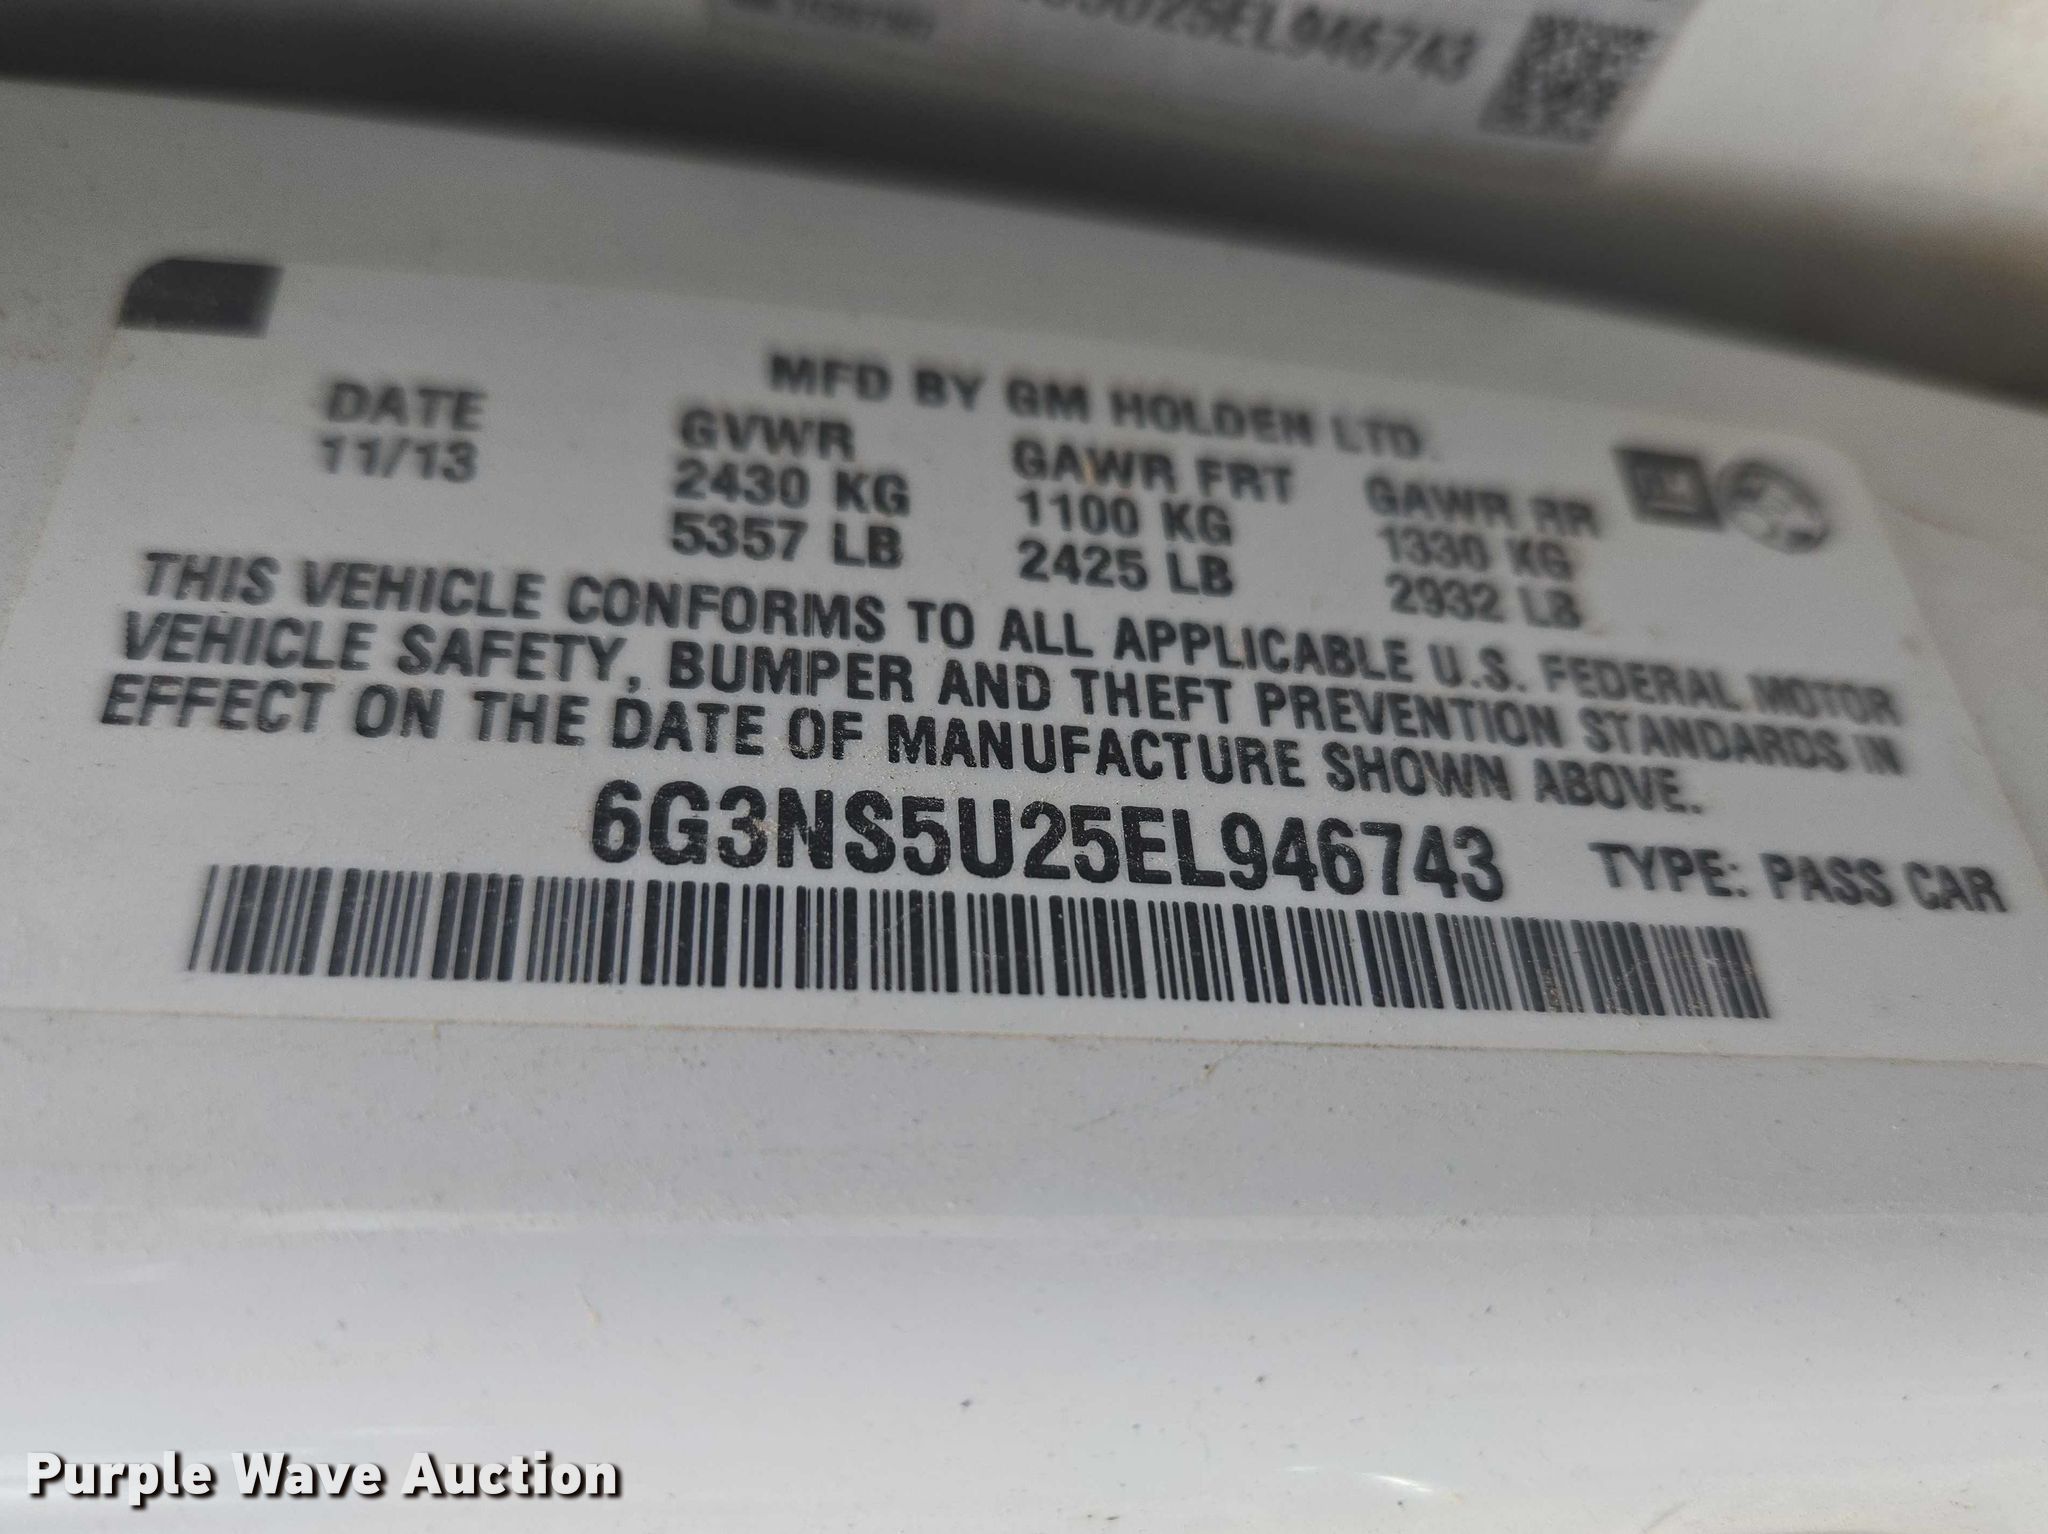 5U25EL946743
MFD BY GM HOLDEN LTD.
DATE GVWR GAWR FRT GAWR RR
11/13 2430 KG 1100 KG 1330 KG
5357 LB 2425 LB 2932 LB
GM
THIS VEHICLE CONFORMS TO ALL APPLICABLE U.S. FEDERAL MOTOR
VEHICLE SAFETY, BUMPER AND THEFT PREVENTION STANDARDS IN
EFFECT ON THE DATE OF MANUFACTURE SHOWN ABOVE.
6G3NS5U25EL946743 TYPE: PASS CAR
Purple Wave Auction